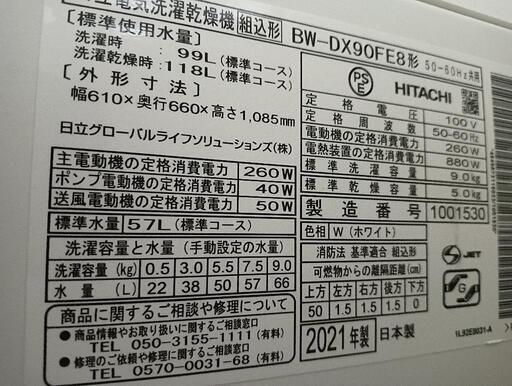 立電気洗濯乾燥機 組込形 BW-DX90FE8形 50-60Hz共用
標準使用水量
洗濯時 : 99L (標準コース)
洗濯乾燥時 : 118L (標準コース)
外形寸法
幅610×奥行660×高さ1,085mm
日立グローバルライフソリューションズ(株)
主電動機の定格消費電力 260W
ポンプ電動機の定格消費電力 40W
送風電動機の定格消費電力 50W
標準水量 57L (標準コース)
洗濯容量と水量 (手動設定の水量)
洗濯容量 (kg) 0.5 3.0 5.5 7.5 9.0
水量 (L) 22 38 50 57 66
商品に関するご相談や修理について
●商品情報やお取り扱いに関するご相談
TEL 050-3155-1111 (有料)
●修理のご依頼や修理に関するご相談
TEL 0570-0031-68 (有料)
PSE
HITACHI
定格電圧 100V
定格周波数 50-60Hz
電動機の定格消費電力 260W
電熱装置の定格消費電力 880W
標準洗濯容量 9.0kg
標準乾燥容量 5.0kg
製造番号 1001530
色相 W (ホワイト)
消防法 基準適合 組込形
可燃物からの離隔距離(cm)
上方 左方 右方 前方 後方 下方
50 1.5 1.5 1.5 0
S JET
2021年製 日本製
1L92E8031-A